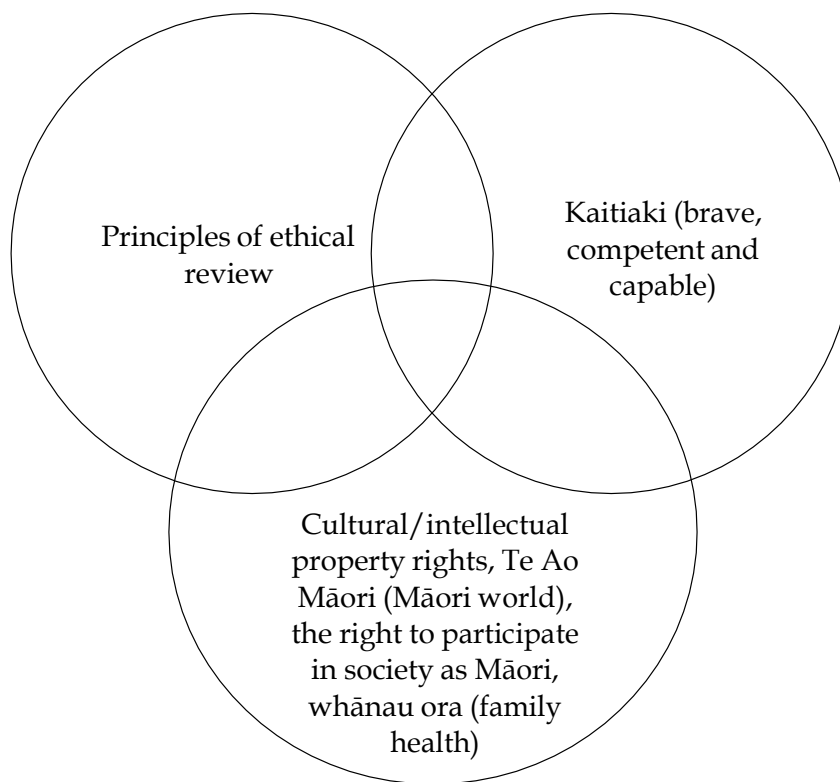 Principles of ethical
review
Kaitiaki (brave,
competent and
capable)
Cultural/intellectual
property rights, Te Ao
Māori (Māori world),
the right to participate
in society as Māori,
whānau ora (family
health)